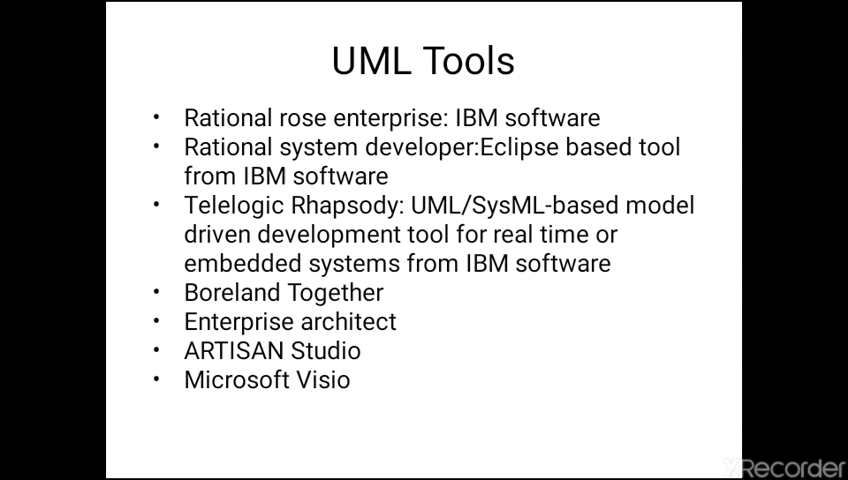 UML Tools
• Rational rose enterprise: IBM software
• Rational system developer:Eclipse based tool
from IBM software
• Telelogic Rhapsody: UML/SysML-based model
driven development tool for real time or
embedded systems from IBM software
• Boreland Together
• Enterprise architect
• ARTISAN Studio
• Microsoft Visio
XRecorder